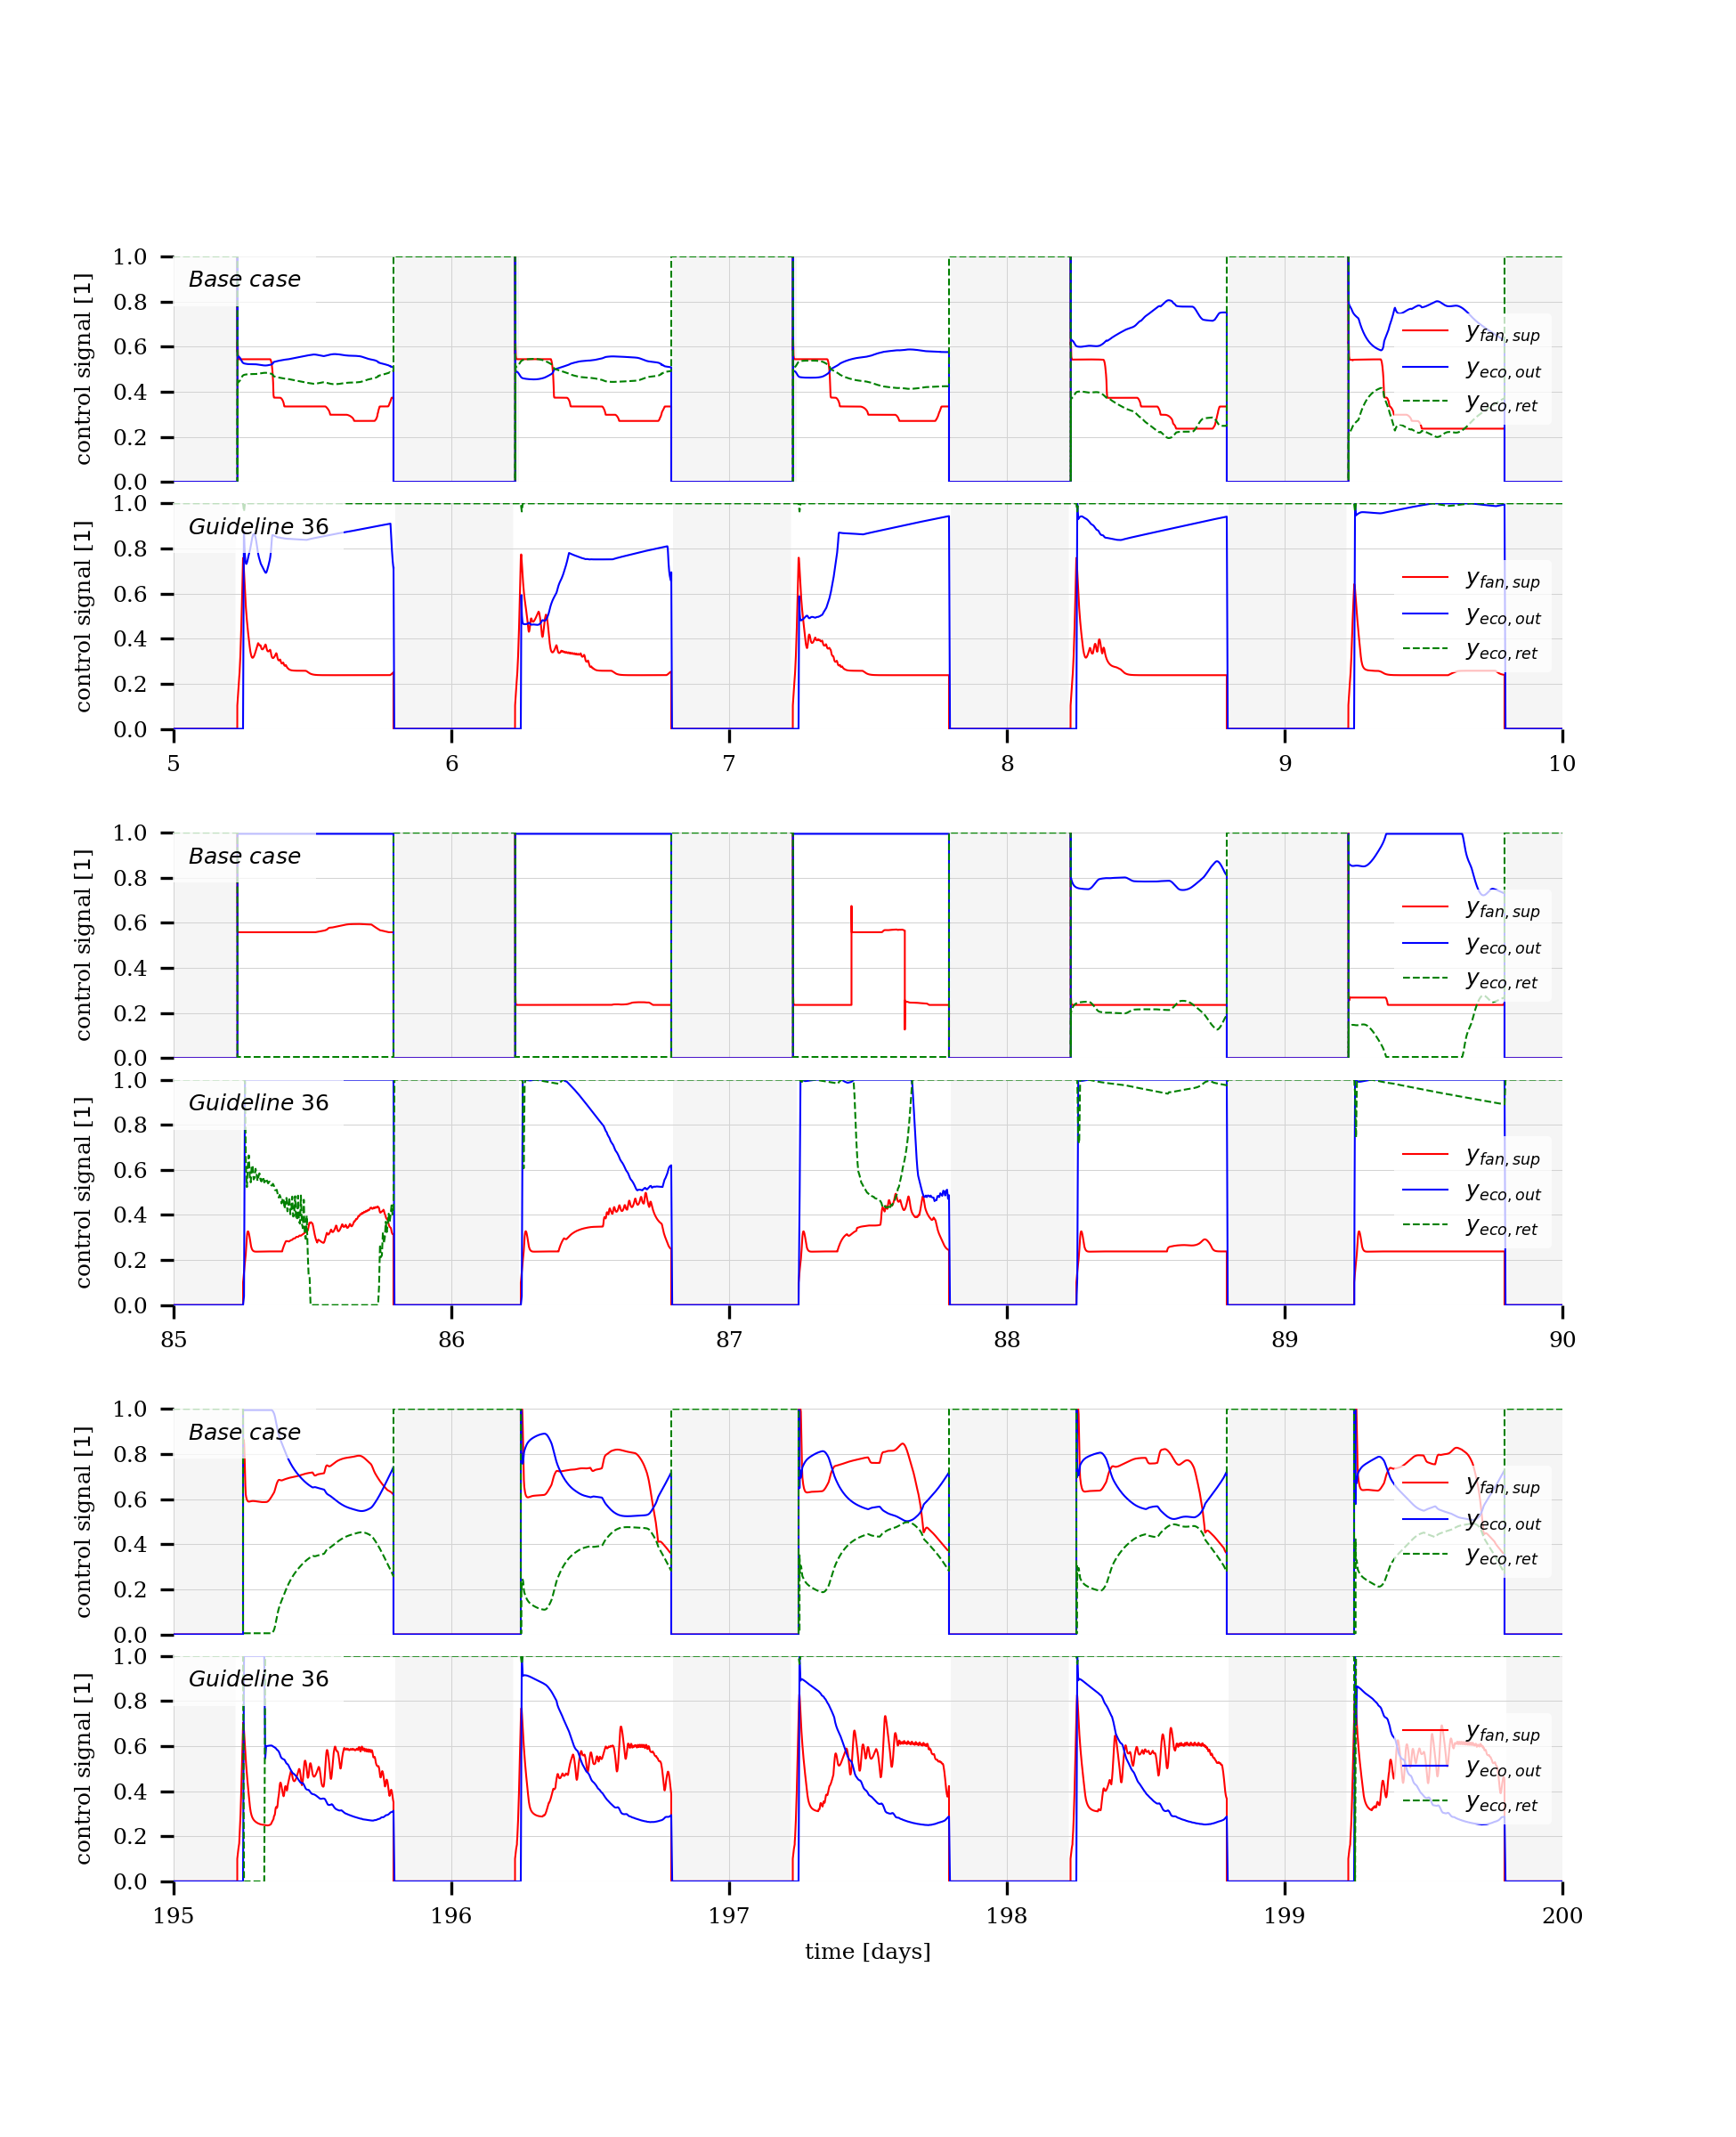 control signal [1]
1.0
0.8
0.6
0.4
0.2
0.0
Base case
y_fan,sup
y_eco,out
y_eco,ret
control signal [1]
1.0
0.8
0.6
0.4
0.2
0.0
Guideline 36
y_fan,sup
y_eco,out
y_eco,ret
5 6 7 8 9 10
control signal [1]
1.0
0.8
0.6
0.4
0.2
0.0
Base case
y_fan,sup
y_eco,out
y_eco,ret
control signal [1]
1.0
0.8
0.6
0.4
0.2
0.0
Guideline 36
y_fan,sup
y_eco,out
y_eco,ret
85 86 87 88 89 90
control signal [1]
1.0
0.8
0.6
0.4
0.2
0.0
Base case
y_fan,sup
y_eco,out
y_eco,ret
control signal [1]
1.0
0.8
0.6
0.4
0.2
0.0
Guideline 36
y_fan,sup
y_eco,out
y_eco,ret
195 196 197 198 199 200
time [days]